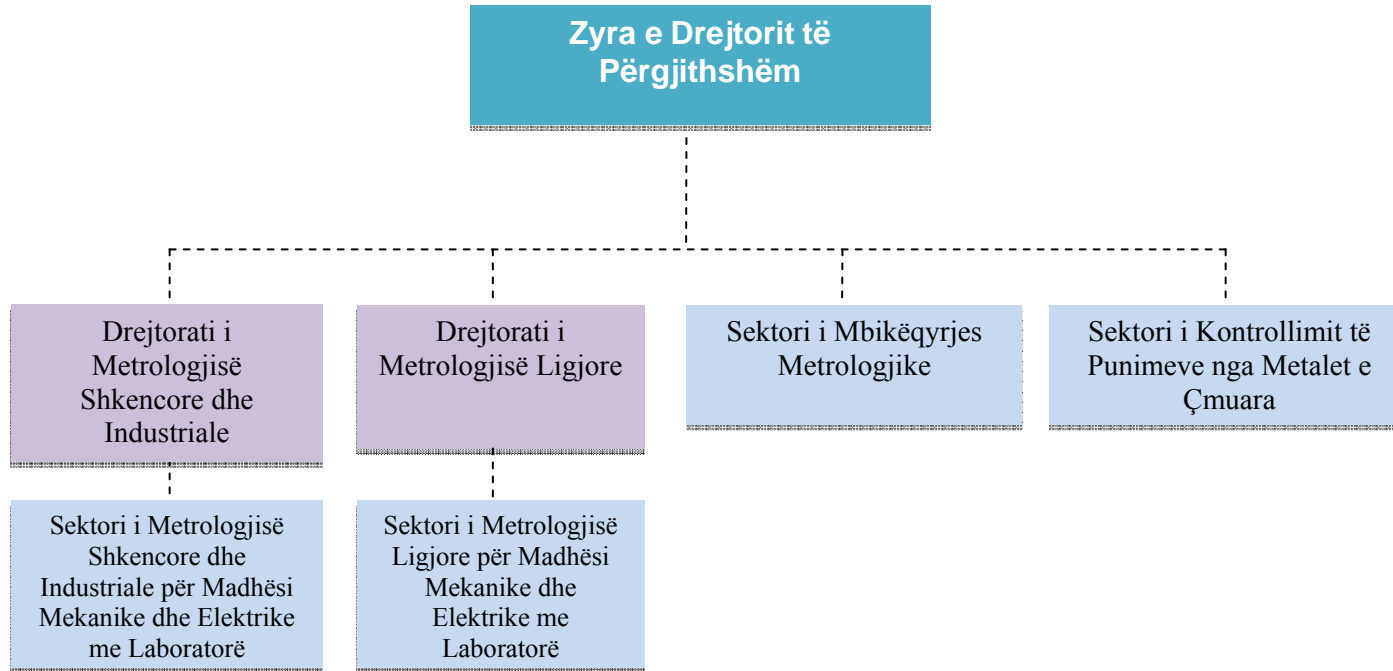 Zyra e Drejtorit të
Përgjithshëm
Drejtorati i
Metrologjisë
Shkencore dhe
Industriale
Drejtorati i
Metrologjisë Ligjore
Sektori i Mbikëqyrjes
Metrologjike
Sektori i Kontrollimit të
Punimeve nga Metalet e
Çmuara
Sektori i Metrologjisë
Shkencore dhe
Industriale për Madhësi
Mekanike dhe Elektrike
me Laboratorë
Sektori i Metrologjisë
Ligjore për Madhësi
Mekanike dhe
Elektrike me
Laboratorë